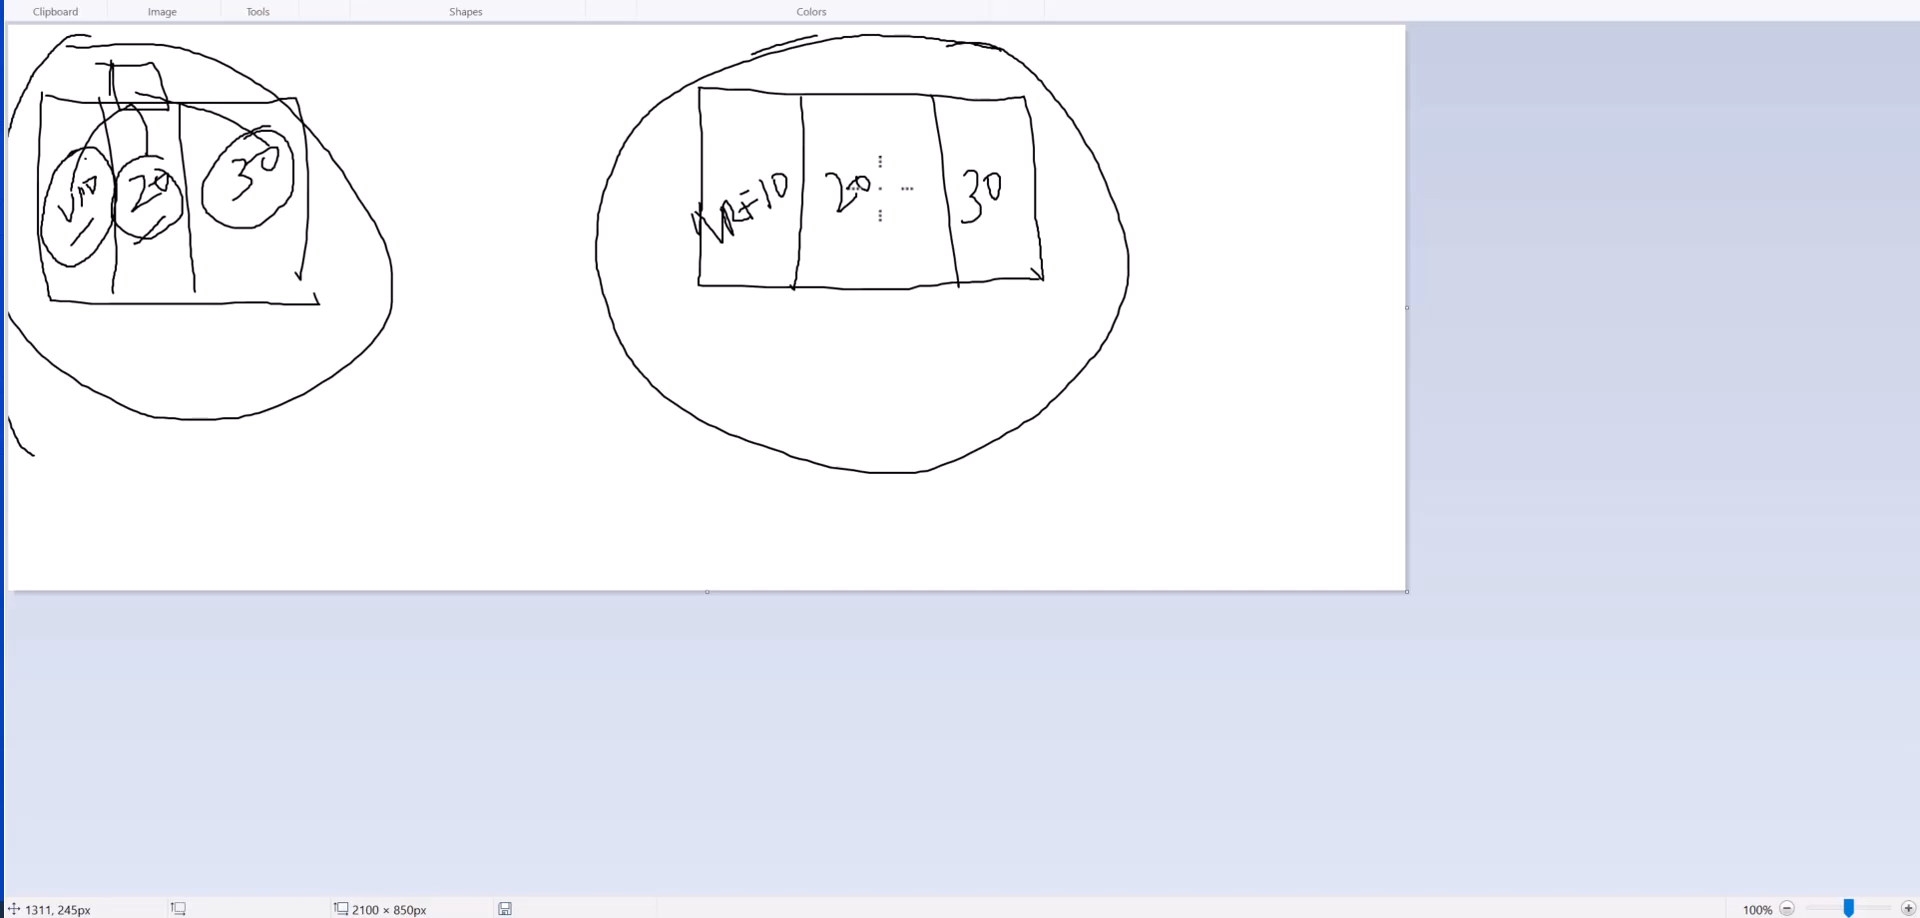 Clipboard Image Tools Shapes Colors
20 30
10 20 30
1311, 245px 2100 × 850px 100%